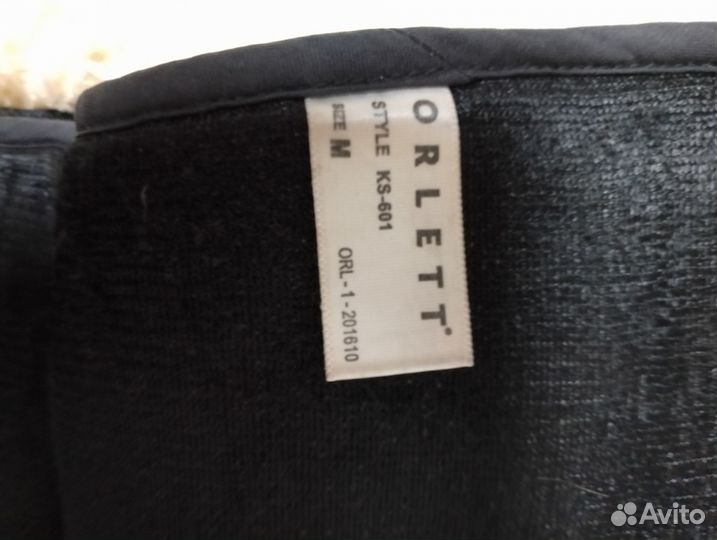 ORLETT®
STYLE KS-601
SIZE M
ORL-1-201610
Avito